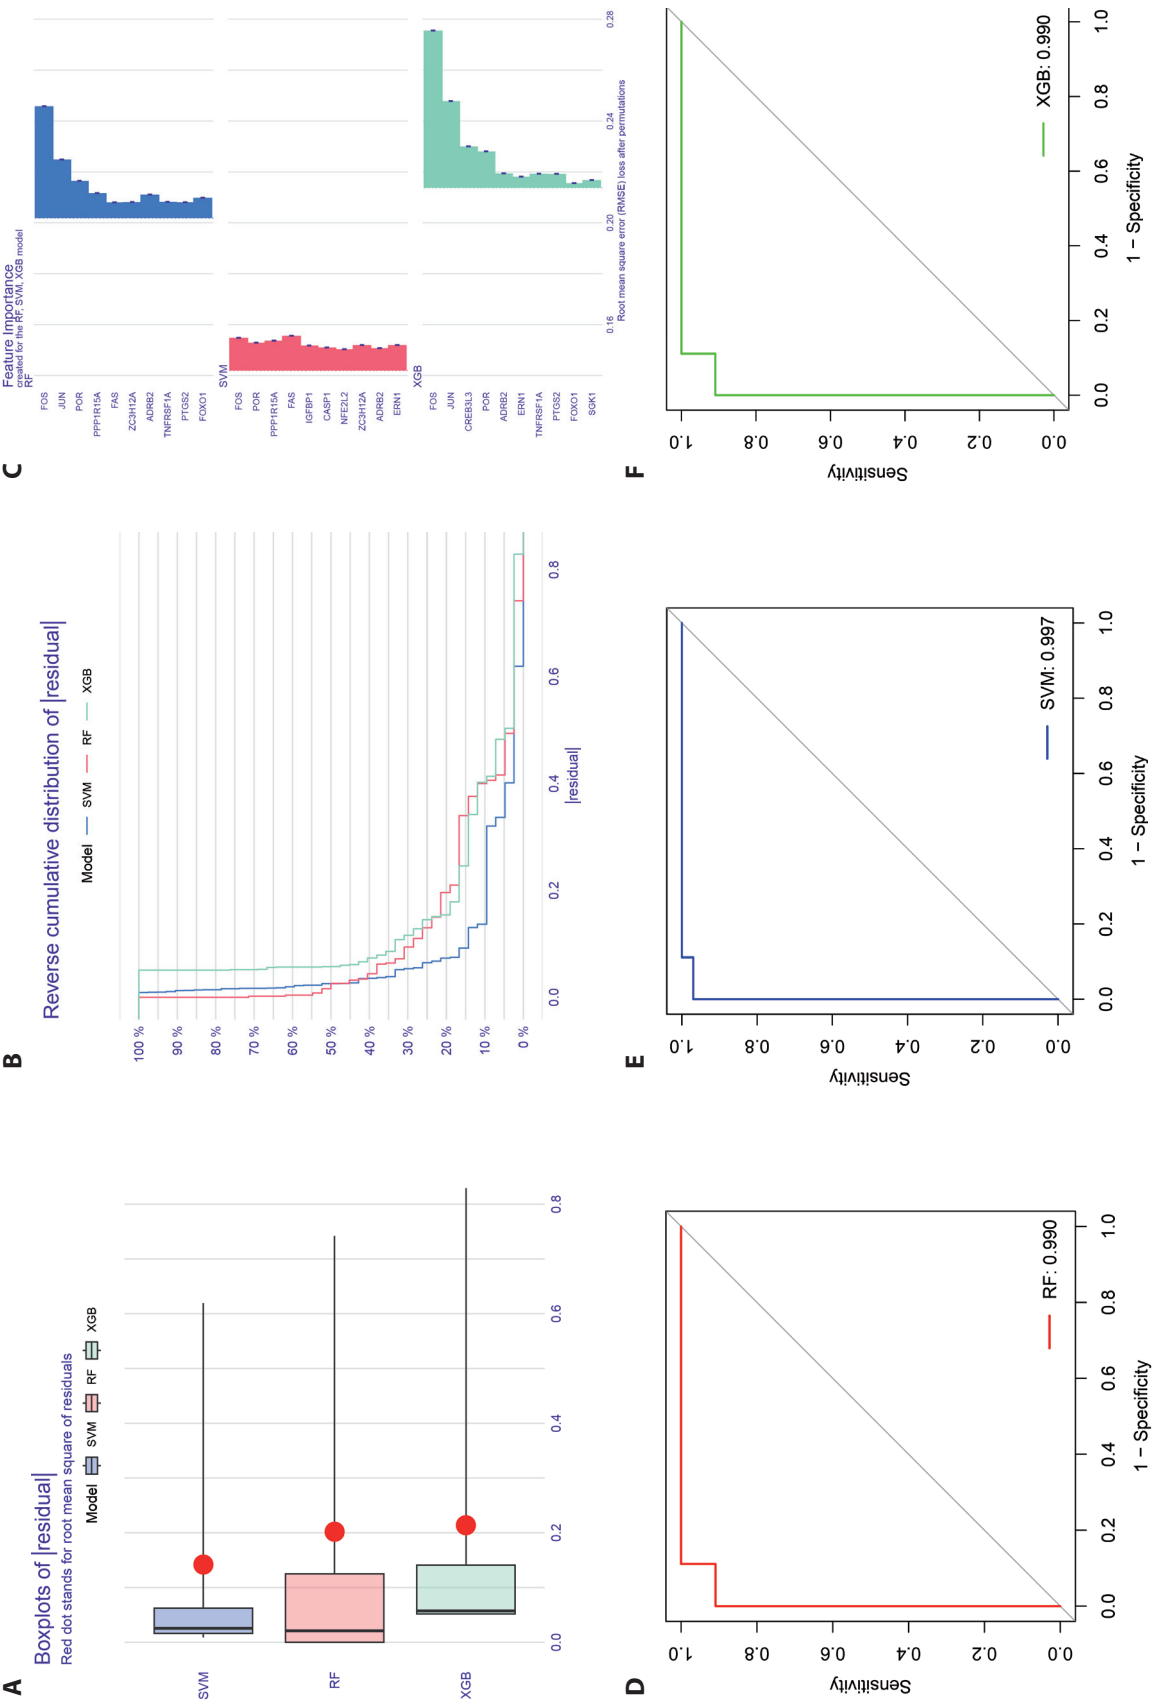 A
Boxplots of |residual|
Red dot stands for root mean square of residuals
Model SVM RF XGB
SVM
RF
XGB
0.0 0.2 0.4 0.6 0.8
B
Reverse cumulative distribution of |residual|
Model SVM RF XGB
100 %
90 %
80 %
70 %
60 %
50 %
40 %
30 %
20 %
10 %
0 %
0.0 0.2 0.4 0.6 0.8
|residual|
C
Feature Importance
created for the RF, SVM, XGB model
RF
FOS
JUN
POR
PPP1R15A
FAS
ZC3H12A
ADRB2
TNFRSF1A
PTGS2
FOXO1
SVM
FOS
POR
PPP1R15A
FAS
IGFBP1
CASP1
NFE2L2
ZC3H12A
ADRB2
ERN1
XGB
FOS
JUN
CREB3L3
POR
ADRB2
ERN1
TNFRSF1A
PTGS2
FOXO1
SGK1
0.16 0.20 0.24 0.28
Root mean square error (RMSE) loss after permutations
D
Sensitivity
1.0
0.8
0.6
0.4
0.2
0.0
RF: 0.990
0.0 0.2 0.4 0.6 0.8 1.0
1 − Specificity
E
Sensitivity
1.0
0.8
0.6
0.4
0.2
0.0
SVM: 0.997
0.0 0.2 0.4 0.6 0.8 1.0
1 − Specificity
F
Sensitivity
1.0
0.8
0.6
0.4
0.2
0.0
XGB: 0.990
0.0 0.2 0.4 0.6 0.8 1.0
1 − Specificity